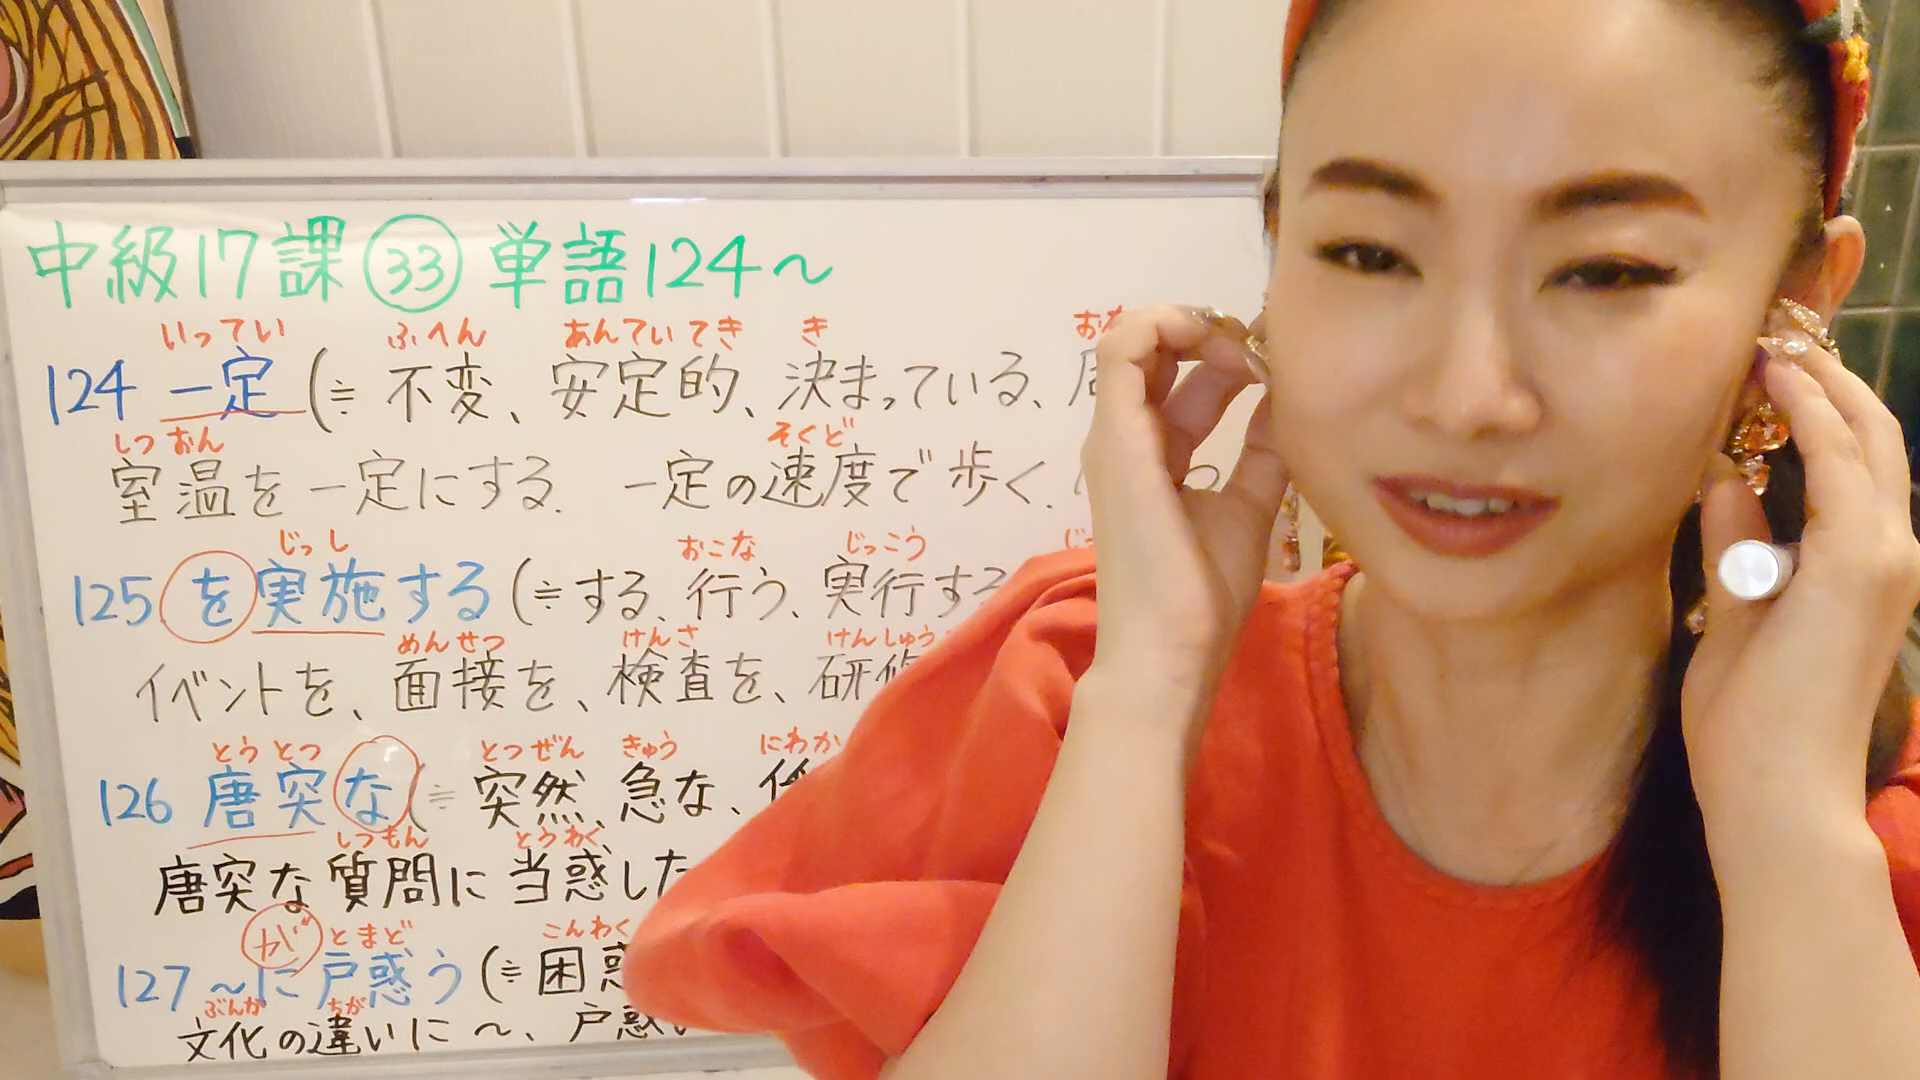 中級17課㉝単語124～
いってい ふへん あんていてき き
124 一定(≒不変、安定的、決まっている、
しつおん そくど
室温を一定にする. 一定の速度で歩く.
じっし おこな じっこう
125 を実施する(≒する、行う、実行する
めんせつ けんさ けんしゅう
イベントを、面接を、検査を、研修
とうとつ とつぜん きゅう にわか
126 唐突な(≒突然、急な、
しつもん とうわく
唐突な質問に当惑した
が とまど こんわく
127 ～に戸惑う(≒困惑
ぶんか ちが
文化の違いに～、戸惑い